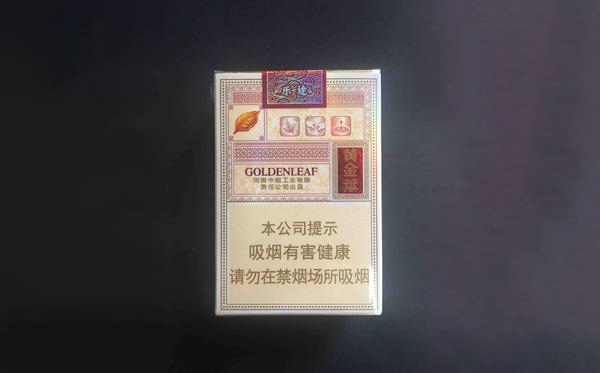 乐途
GOLDENLEAF
河南中烟工业有限
责任公司出品
黄金叶
本公司提示
吸烟有害健康
请勿在禁烟场所吸烟